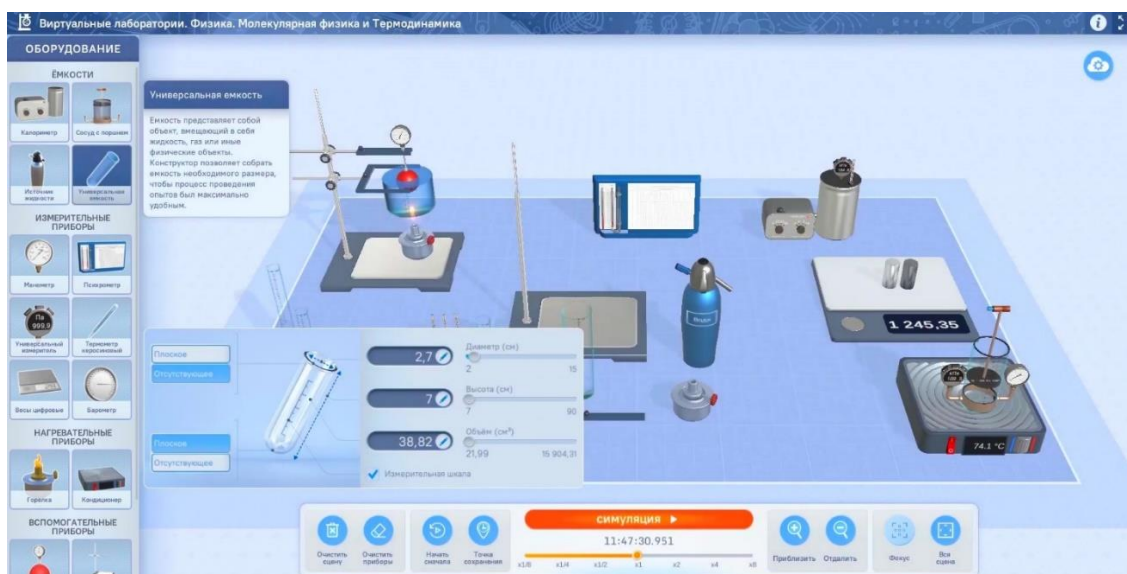 Виртуальные лаборатории. Физика. Молекулярная физика и Термодинамика
ОБОРУДОВАНИЕ
ЁМКОСТИ
Калориметр
Сосуд с поршнем
Источник жидкости
Универсальная емкость
ИЗМЕРИТЕЛЬНЫЕ
ПРИБОРЫ
Манометр
Психрометр
Па
999.9
Универсальный измеритель
Термометр керосиновый
Весы цифровые
Барометр
НАГРЕВАТЕЛЬНЫЕ
ПРИБОРЫ
Горелка
Кондиционер
ВСПОМОГАТЕЛЬНЫЕ
ПРИБОРЫ
Универсальная емкость
Емкость представляет собой
объект, вмещающий в себя
жидкость, газ или иные
физические объекты.
Конструктор позволяет собрать
емкость необходимого размера,
чтобы процесс проведения
опытов был максимально
удобным.
1 245,35
74.1 °C
Плоское
Отсутствующее
Плоское
Отсутствующее
2,7
Диаметр (см)
2
15
7
Высота (см)
7
90
38,82
Объём (см³)
21,99
15 904,31
Измерительная шкала
Очистить сцену
Очистить приборы
Начать сначала
Точка сохранения
СИМУЛЯЦИЯ
11:47:30.951
x1/8 x1/4 x1/2 x1 x2 x4 x8
Приблизить
Отдалить
Фокус
Вся сцена